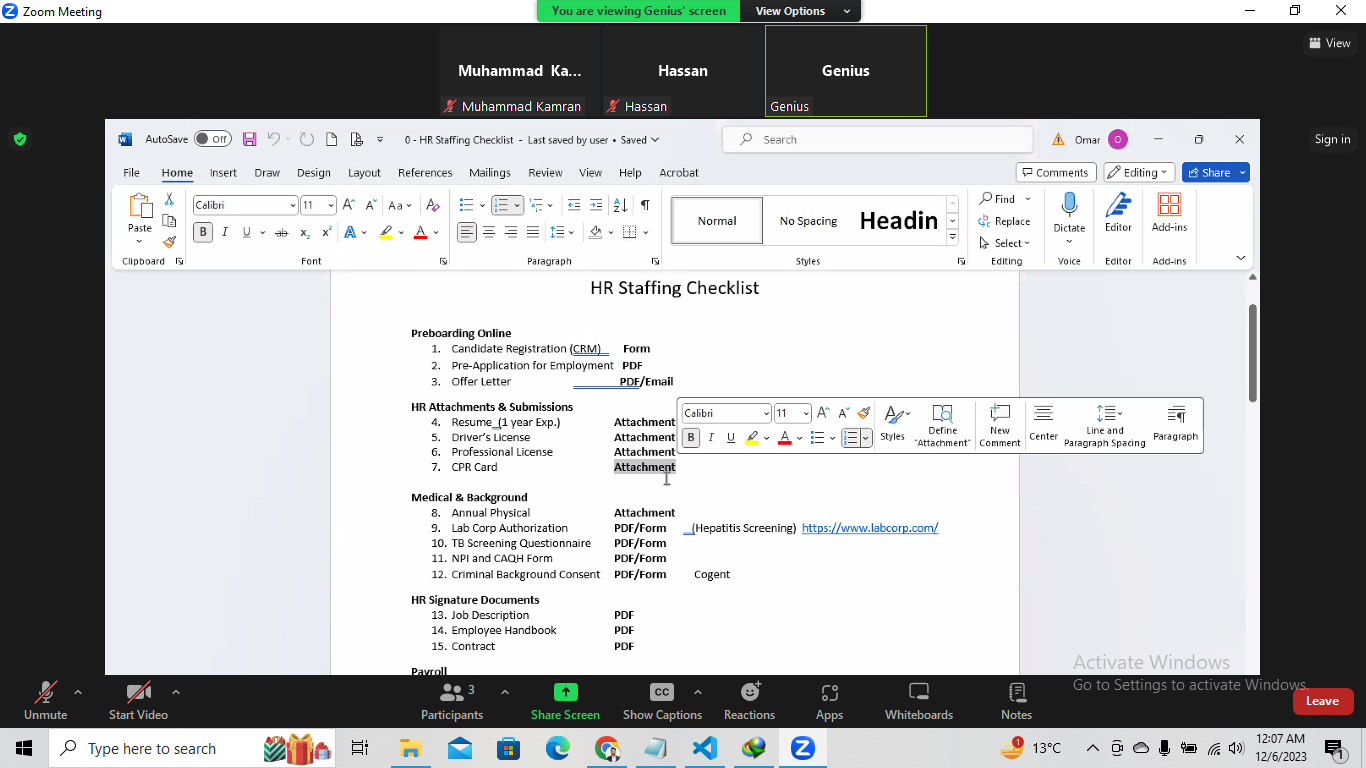 Zoom Meeting
You are viewing Genius' screen View Options
View
Muhammad Ka... Hassan Genius
Muhammad Kamran Hassan Genius
Sign in
AutoSave Off 0 - HR Staffing Checklist - Last saved by user • Saved Search Omar O
File Home Insert Draw Design Layout References Mailings Review View Help Acrobat Comments Editing Share
Paste Calibri 11 A A Aa Normal No Spacing Headin Find Replace Select Dictate Editor Add-ins
B I U ab x₂ x² A A
Clipboard Font Paragraph Styles Editing Voice Editor Add-ins
HR Staffing Checklist
Preboarding Online
1. Candidate Registration (CRM) Form
2. Pre-Application for Employment PDF
3. Offer Letter PDF/Email
HR Attachments & Submissions
4. Resume (1 year Exp.) Attachment
5. Driver's License Attachment
6. Professional License Attachment
7. CPR Card Attachment
Calibri 11 A A Styles Define "Attachment" New Comment Center Line and Paragraph Spacing Paragraph
B I U A
Medical & Background
8. Annual Physical Attachment
9. Lab Corp Authorization PDF/Form (Hepatitis Screening) https://www.labcorp.com/
10. TB Screening Questionnaire PDF/Form
11. NPI and CAQH Form PDF/Form
12. Criminal Background Consent PDF/Form Cogent
HR Signature Documents
13. Job Description PDF
14. Employee Handbook PDF
15. Contract PDF
Payroll
Activate Windows
Go to Settings to activate Windows.
Unmute Start Video Participants 3 Share Screen CC Show Captions Reactions Apps Whiteboards Notes Leave
Type here to search 1 13°C 12:07 AM
12/6/2023 1